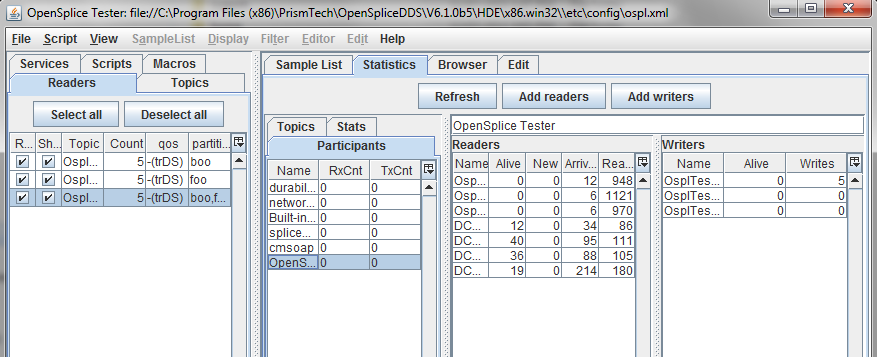 OpenSplice Tester: file://C:\Program Files (x86)\PrismTech\OpenSpliceDDS\V6.1.0b5\HDE\x86.win32\\etc\config\ospl.xml
File Script View SampleList Display Filter Editor Edit Help
Services Scripts Macros
Readers Topics
Select all Deselect all
R... Sh... Topic Count qos partiti...
Ospl... 5 -(trDS) boo
Ospl... 5 -(trDS) foo
Ospl... 5 -(trDS) boo,f...
Sample List Statistics Browser Edit
Refresh Add readers Add writers
Topics Stats
Participants
Name RxCnt TxCnt
durabil... 0 0
networ... 0 0
Built-in... 0 0
splice... 0 0
cmsoap 0 0
OpenS... 0 0
OpenSplice Tester
Readers
Name Alive New Arriv... Rea...
Osp... 0 0 12 948
Osp... 0 0 6 1121
Osp... 0 0 6 970
DC... 12 0 34 86
DC... 40 0 95 111
DC... 36 0 88 105
DC... 19 0 214 180
Writers
Name Alive Writes
OsplTes... 0 5
OsplTes... 0 0
OsplTes... 0 0